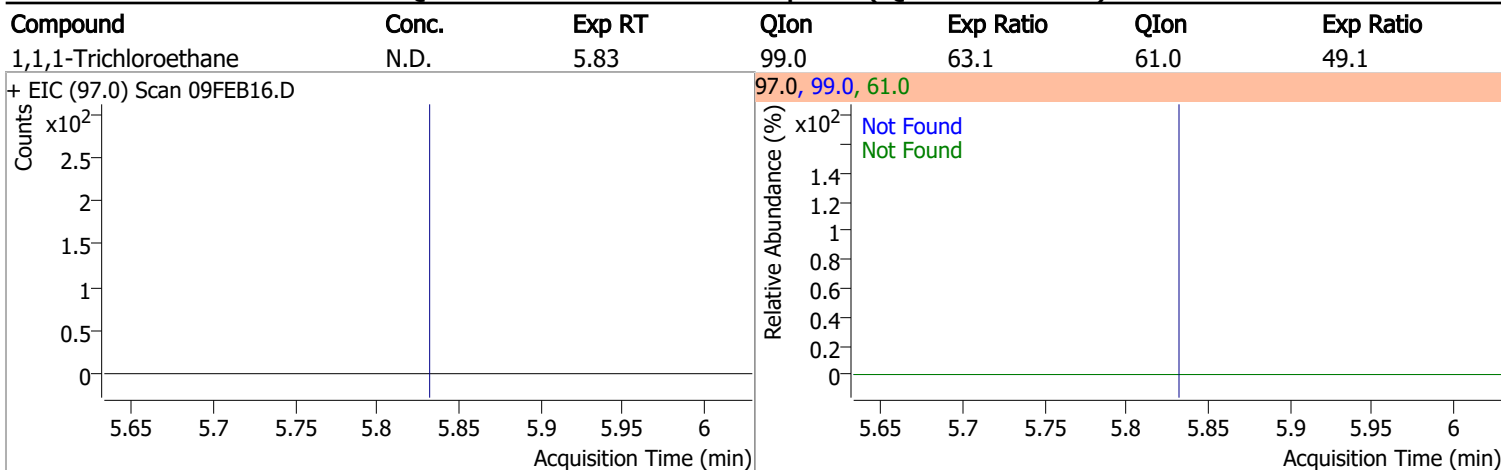 Compound Conc. Exp RT QIon Exp Ratio QIon Exp Ratio
1,1,1-Trichloroethane N.D. 5.83 99.0 63.1 61.0 49.1
+ EIC (97.0) Scan 09FEB16.D
Counts
x10²
2.5
2
1.5
1
0.5
0
5.65 5.7 5.75 5.8 5.85 5.9 5.95 6
Acquisition Time (min)
97.0, 99.0, 61.0
Relative Abundance (%)
x10²
Not Found
Not Found
1.4
1.2
1
0.8
0.6
0.4
0.2
0
5.65 5.7 5.75 5.8 5.85 5.9 5.95 6
Acquisition Time (min)